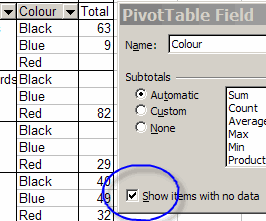 Colour Total
Black 63
Blue 9
Red
rds Black
Blue
Red 82
Black
Blue
Red 29
Black 40
Blue 49
Red 32
PivotTable Field
Name: Colour
Subtotals
Automatic
Custom
None
Sum
Count
Average
Max
Min
Product
Show items with no data